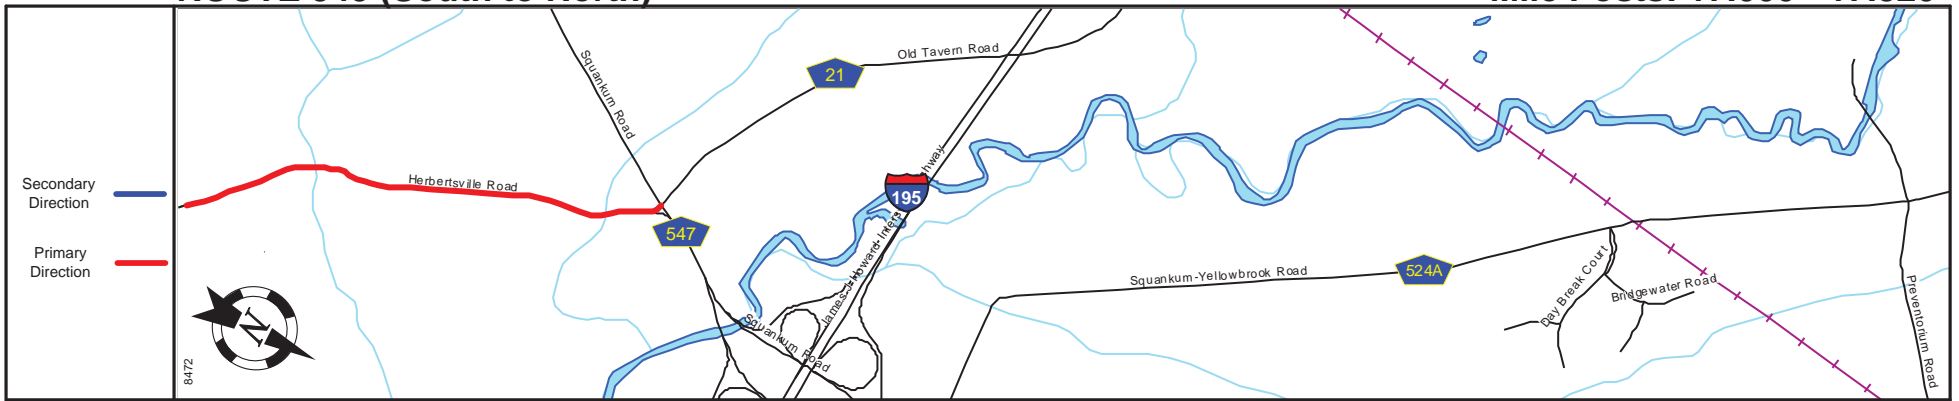 Secondary
Direction
Primary
Direction
8472
N
Herbertsville Road
Squankum Road
547
21
Old Tavern Road
195
Squankum Road
Squankum-Yellowbrook Road
524A
Day Break Court
Bridgewater Road
Preventorium Road